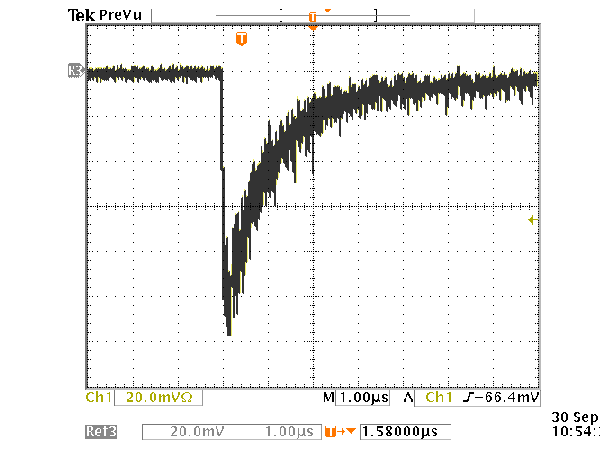 Tek PreVu
T
T
R3
Ch1 20.0mVΩ M 1.00µs Λ Ch1 ʃ −66.4mV
Ref3 20.0mV 1.00µs T→▼ 1.58000µs
30 Sep
10:54: